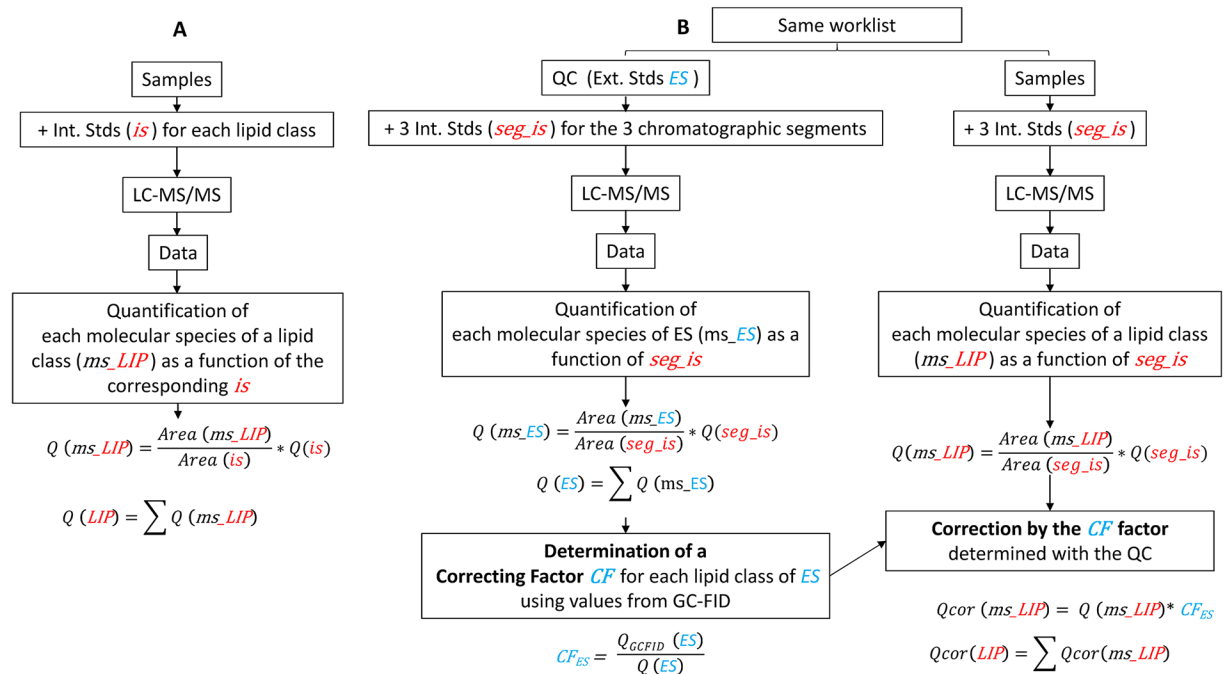 A
Samples
+ Int. Stds (is) for each lipid class
LC-MS/MS
Data
Quantification of
each molecular species of a lipid
class (ms_LIP) as a function of the
corresponding is
Q (ms_LIP) = Area (ms_LIP) / Area (is) * Q(is)
Q (LIP) = ∑ Q (ms_LIP)
B
Same worklist
QC (Ext. Stds ES )
+ 3 Int. Stds (seg_is) for the 3 chromatographic segments
LC-MS/MS
Data
Quantification of
each molecular species of ES (ms_ES) as a
function of seg_is
Q (ms_ES) = Area (ms_ES) / Area (seg_is) * Q(seg_is)
Q (ES) = ∑ Q (ms_ES)
Determination of a
Correcting Factor CF for each lipid class of ES
using values from GC-FID
CF_ES = Q_GCFID (ES) / Q (ES)
Samples
+ 3 Int. Stds (seg_is)
LC-MS/MS
Data
Quantification of
each molecular species of a lipid class
(ms_LIP) as a function of seg_is
Q(ms_LIP) = Area (ms_LIP) / Area (seg_is) * Q(seg_is)
Correction by the CF factor
determined with the QC
Qcor (ms_LIP) = Q (ms_LIP)* CF_ES
Qcor(LIP) = ∑ Qcor(ms_LIP)